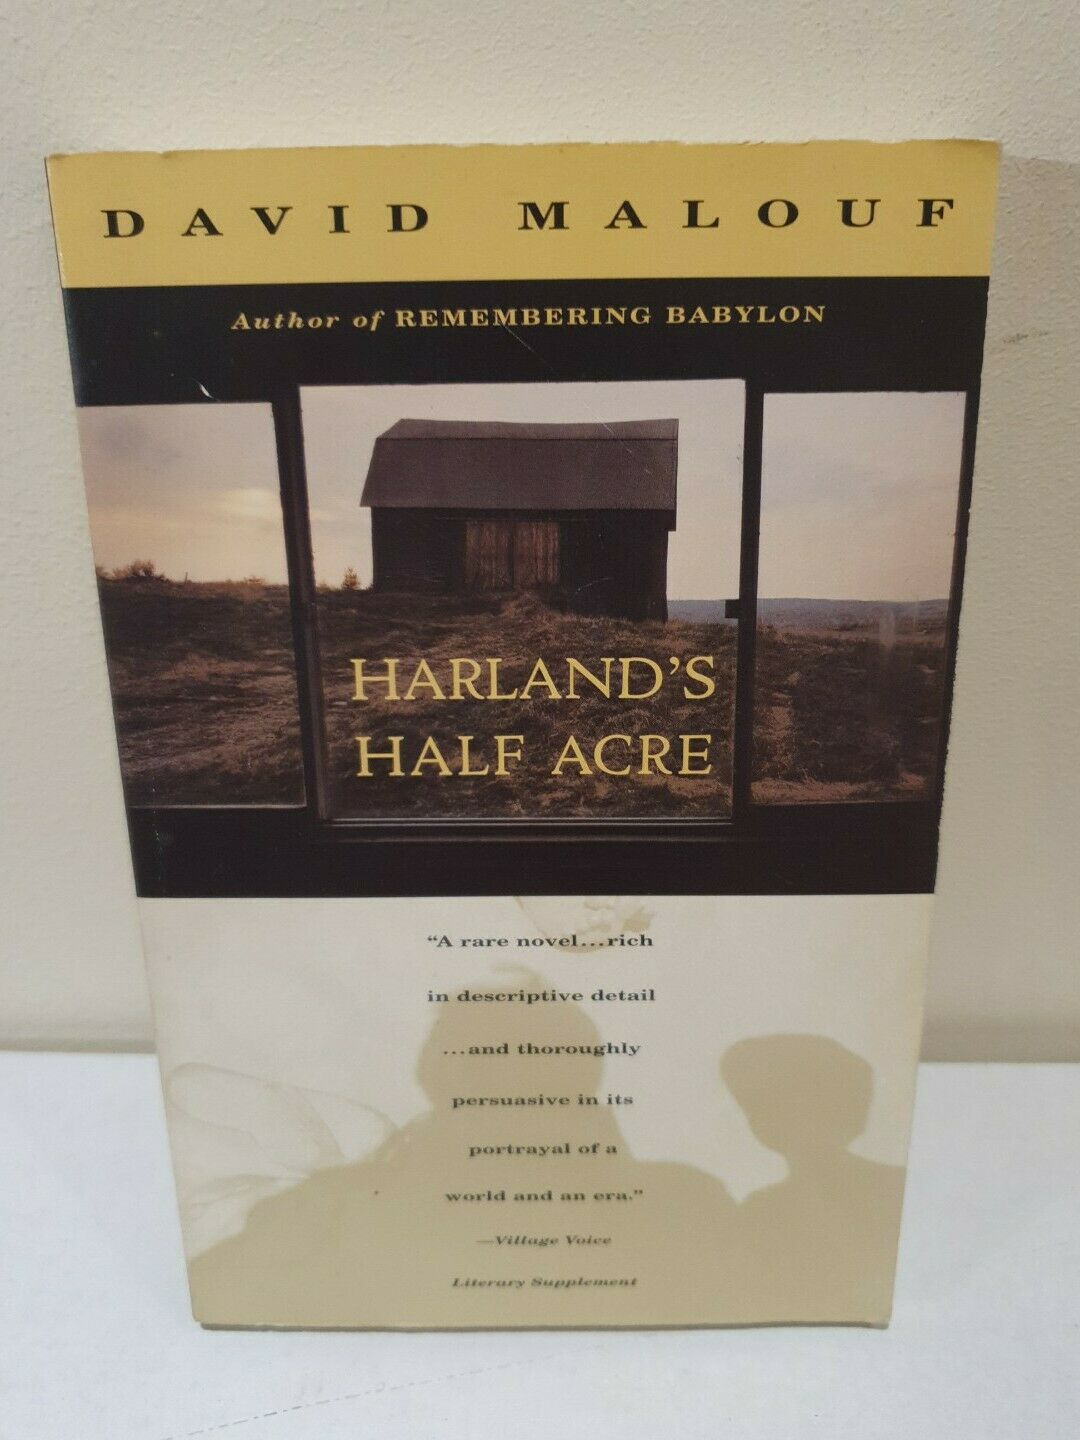 DAVID MALOUF
Author of REMEMBERING BABYLON
HARLAND'S
HALF ACRE
“A rare novel...rich
in descriptive detail
...and thoroughly
persuasive in its
portrayal of a
world and an era.”
—Village Voice
Literary Supplement